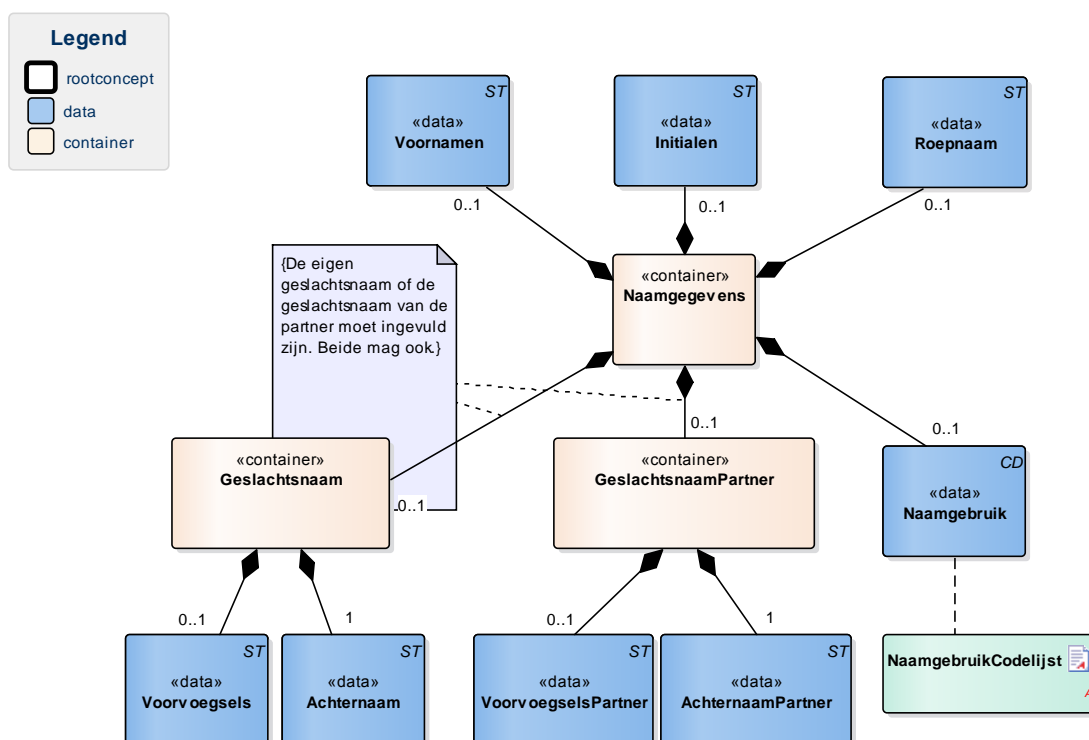 Legend
rootconcept
data
container
ST
«data»
Voornamen
0..1
ST
«data»
Initialen
0..1
ST
«data»
Roepnaam
0..1
«container»
Naamgegevens
{De eigen
geslachtsnaam of de
geslachtsnaam van de
partner moet ingevuld
zijn. Beide mag ook.}
«container»
Geslachtsnaam
0..1
«container»
GeslachtsnaamPartner
0..1
CD
«data»
Naamgebruik
0..1
ST
«data»
Voorvoegsels
0..1
ST
«data»
Achternaam
1
ST
«data»
VoorvoegselsPartner
0..1
ST
«data»
AchternaamPartner
1
NaamgebruikCodelijst